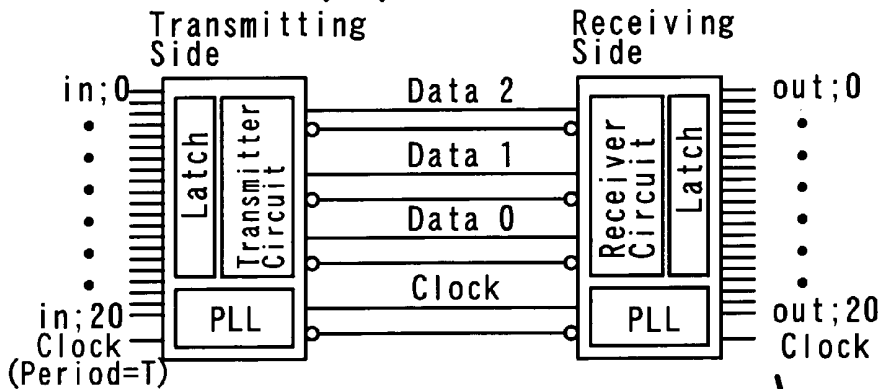 Transmitting
Side
Receiving
Side
in;0
Data 2
out;0
Latch
Transmitter
Circuit
Data 1
Receiver
Circuit
Latch
Data 0
Clock
in;20
PLL
PLL
out;20
Clock
Clock
(Period=T)